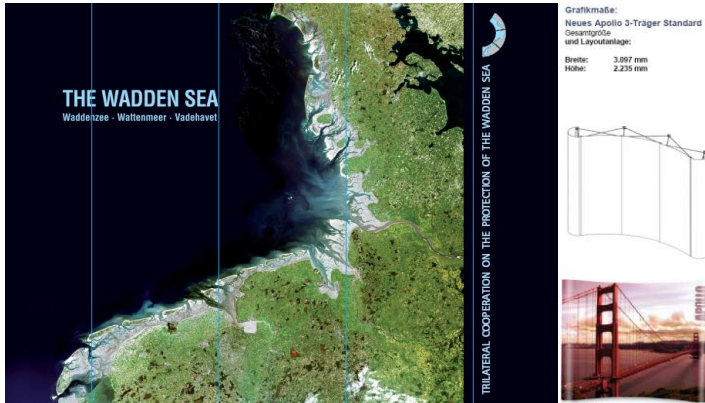 THE WADDEN SEA
Waddenzee · Wattenmeer · Vadehavet
TRILATERAL COOPERATION ON THE PROTECTION OF THE WADDEN SEA
Grafikmaße:
Neues Apollo 3-Träger Standard
Gesamtgröße
und Layoutanlage:
Breite: 3.097 mm
Höhe: 2.235 mm
APOLLO